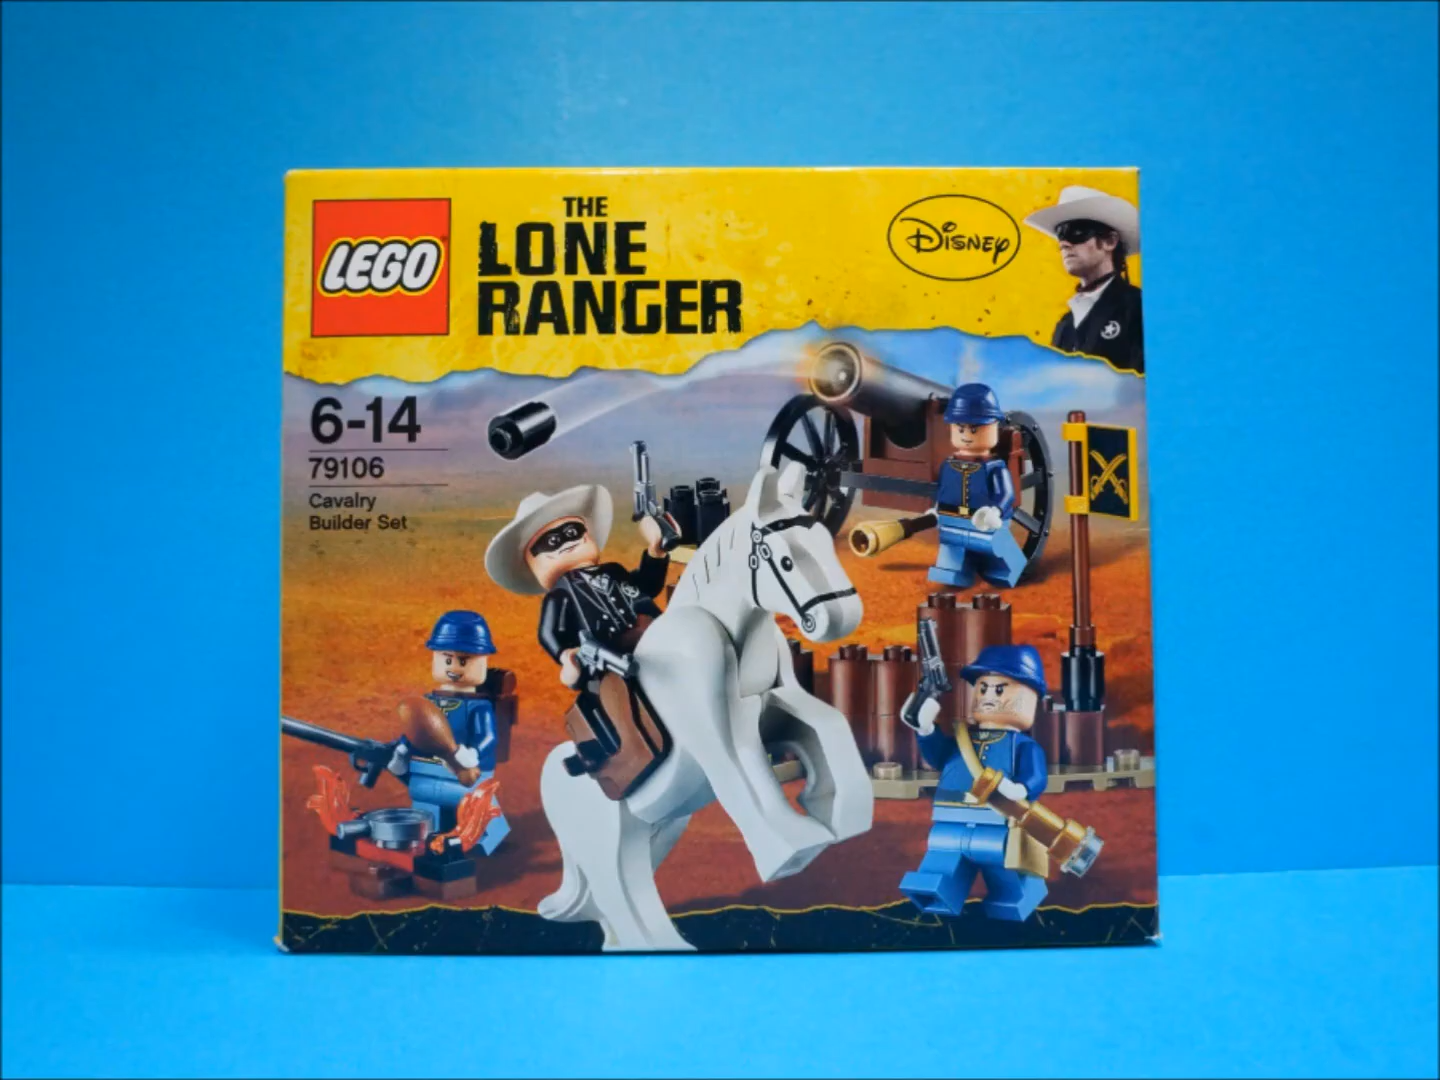 LEGO
THE
LONE
RANGER
Disney
6-14
79106
Cavalry
Builder Set